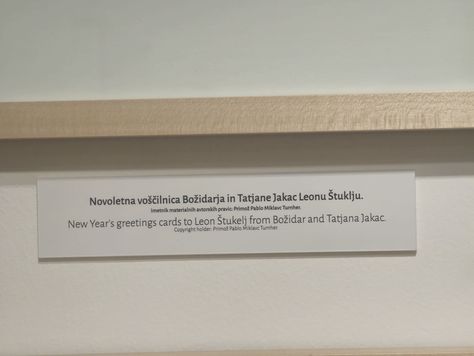 Novoletna voščilnica Božidarja in Tatjane Jakac Leonu Štuklju.
Imetnik materialnih avtorskih pravic: Primož Pablo Miklavc Turnher.
New Year's greetings cards to Leon Štukelj from Božidar and Tatjana Jakac.
Copyright holder: Primož Pablo Miklavc Turnher